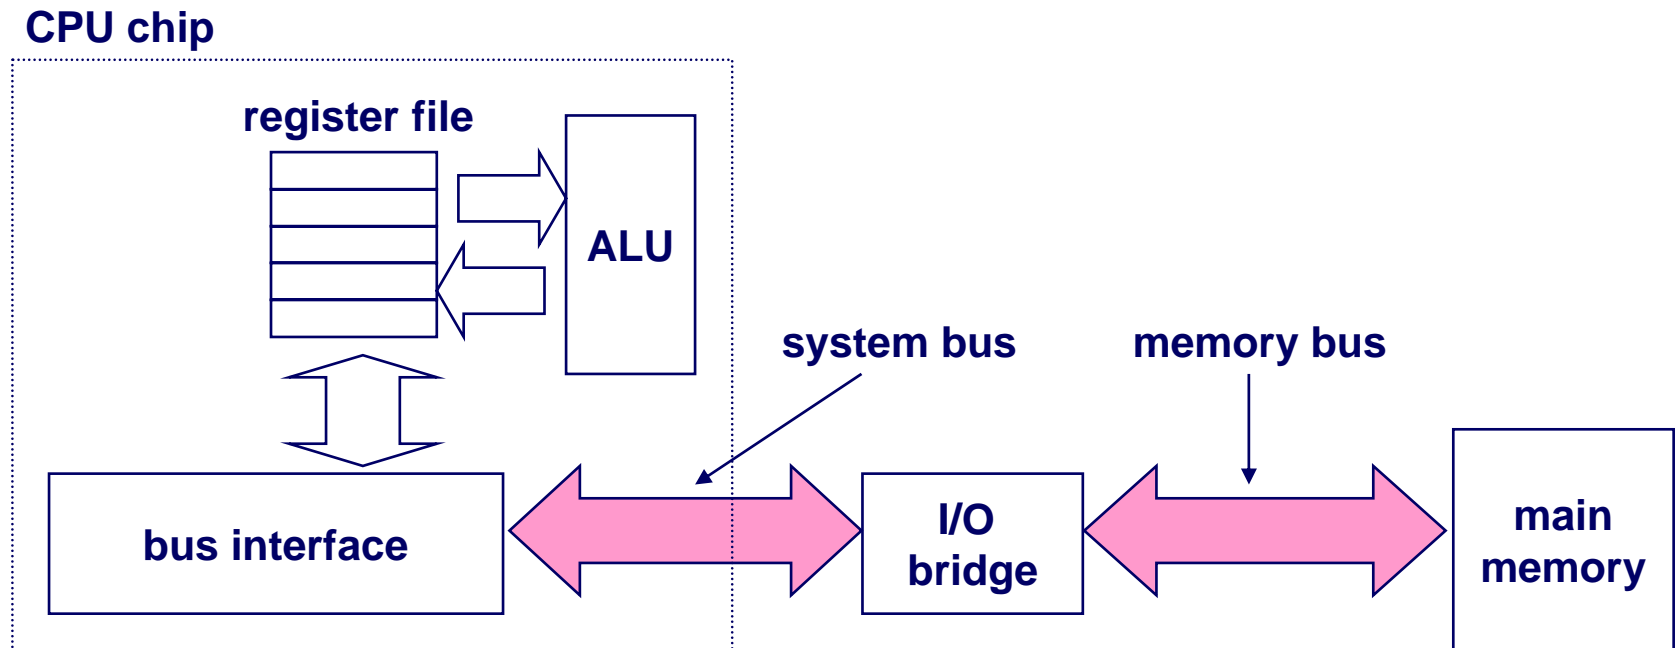 CPU chip
register file
ALU
system bus
memory bus
bus interface
I/O
bridge
main
memory